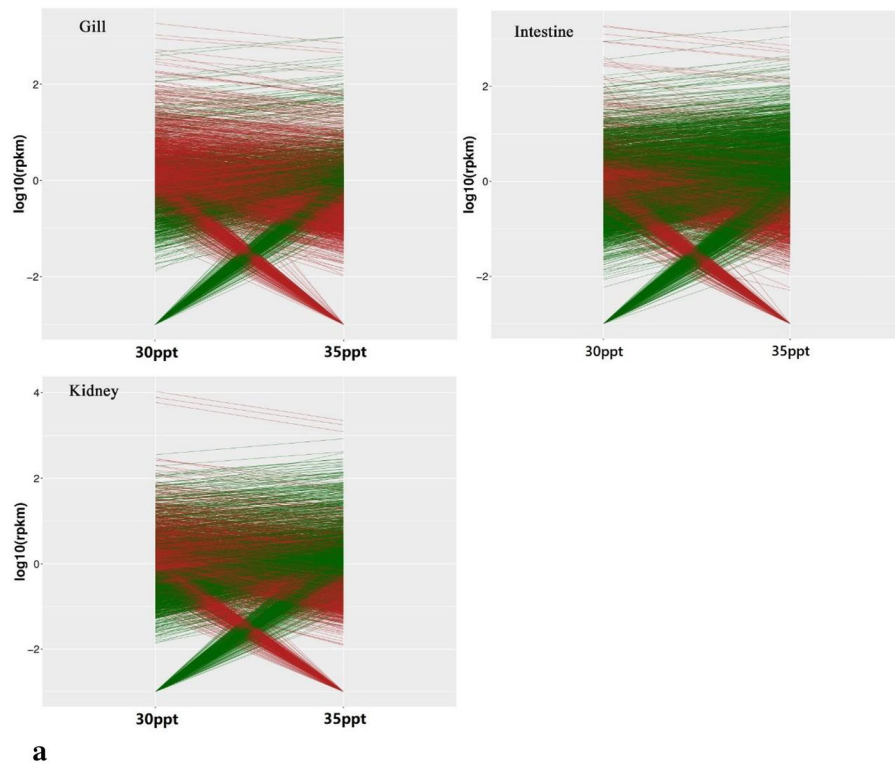 Gill
log10(rpkm)
2
0
−2
30ppt 35ppt
Intestine
log10(rpkm)
2
0
−2
30ppt 35ppt
Kidney
log10(rpkm)
4
2
0
−2
30ppt 35ppt
a